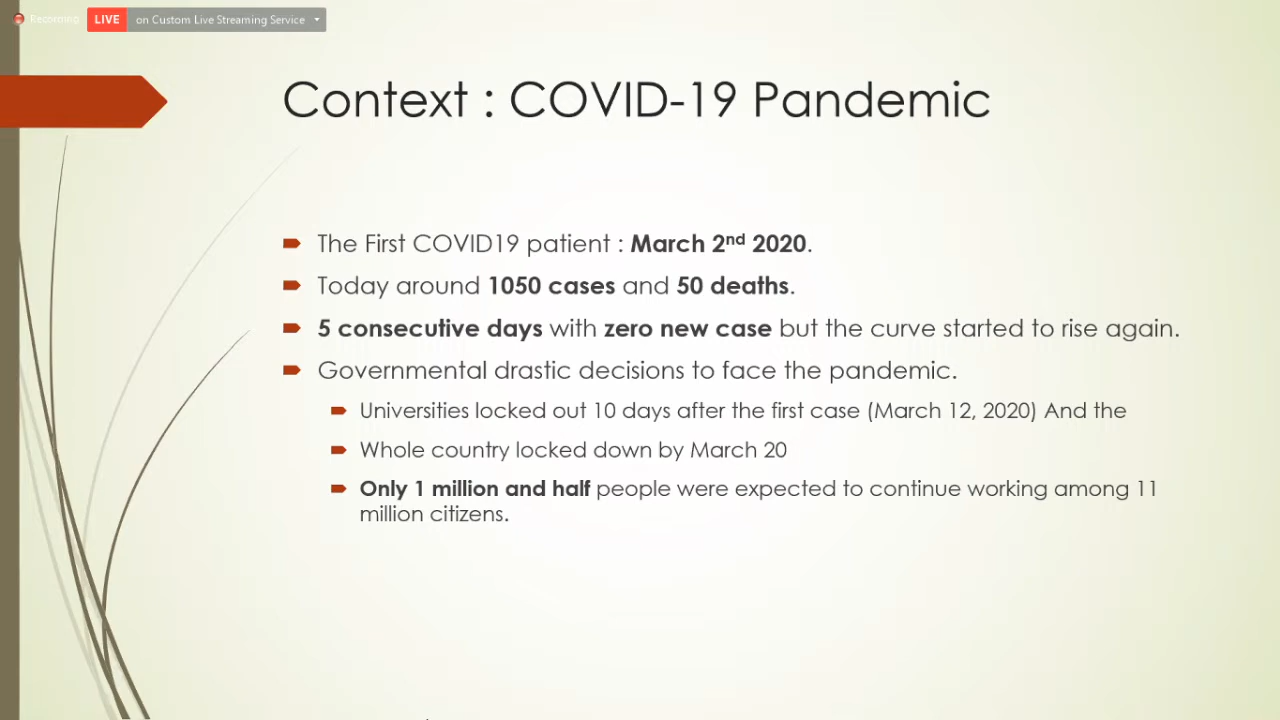 Recording LIVE on Custom Live Streaming Service
Context : COVID-19 Pandemic
The First COVID19 patient : March 2nd 2020.
Today around 1050 cases and 50 deaths.
5 consecutive days with zero new case but the curve started to rise again.
Governmental drastic decisions to face the pandemic.
Universities locked out 10 days after the first case (March 12, 2020) And the
Whole country locked down by March 20
Only 1 million and half people were expected to continue working among 11
million citizens.